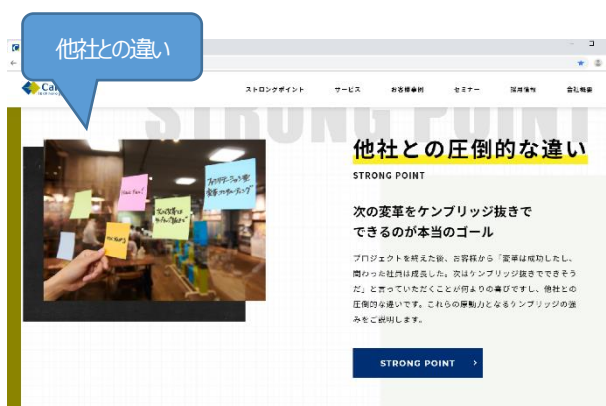 他社との違い
ストロングポイント サービス お客様事例 セミナー 採用情報 会社概要
STRONG POINT
他社との圧倒的な違い
STRONG POINT
次の変革をケンブリッジ抜きで
できるのが本当のゴール
プロジェクトを終えた後、お客様から「変革は成功したし、
関わった社員は成長した。次はケンブリッジ抜きでできそう
だ」と言っていただくことが何よりの喜びですし、他社との
圧倒的な違いです。これらの原動力となるケンブリッジの強
みをご説明します。
STRONG POINT